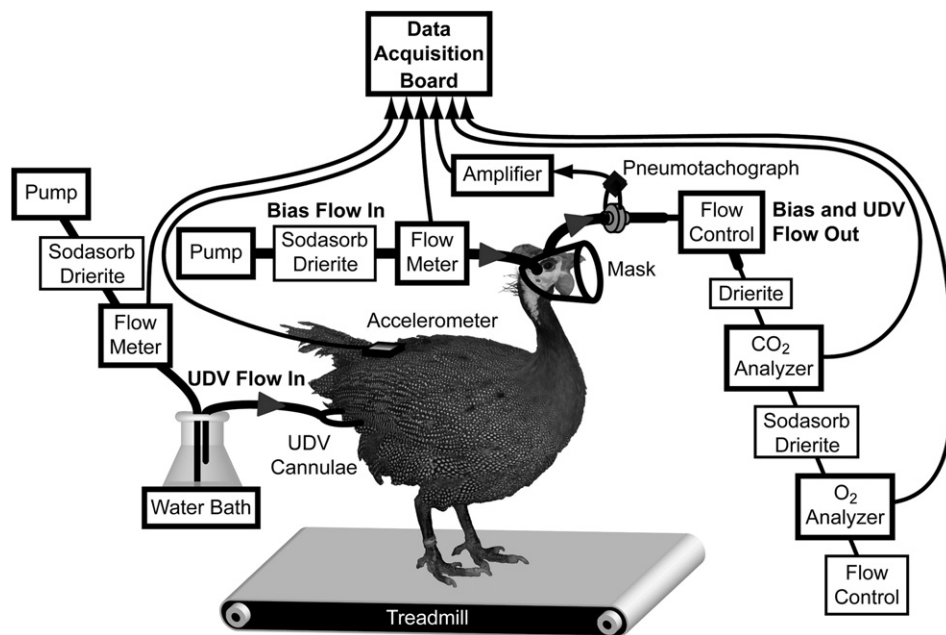 Data
Acquisition
Board
Pump
Sodasorb
Drierite
Flow
Meter
Bias Flow In
Pump
Sodasorb
Drierite
Flow
Meter
Amplifier
Pneumotachograph
Flow
Control
Bias and UDV
Flow Out
Mask
Drierite
CO₂
Analyzer
Sodasorb
Drierite
O₂
Analyzer
Flow
Control
Accelerometer
UDV Flow In
UDV
Cannulae
Water Bath
Treadmill